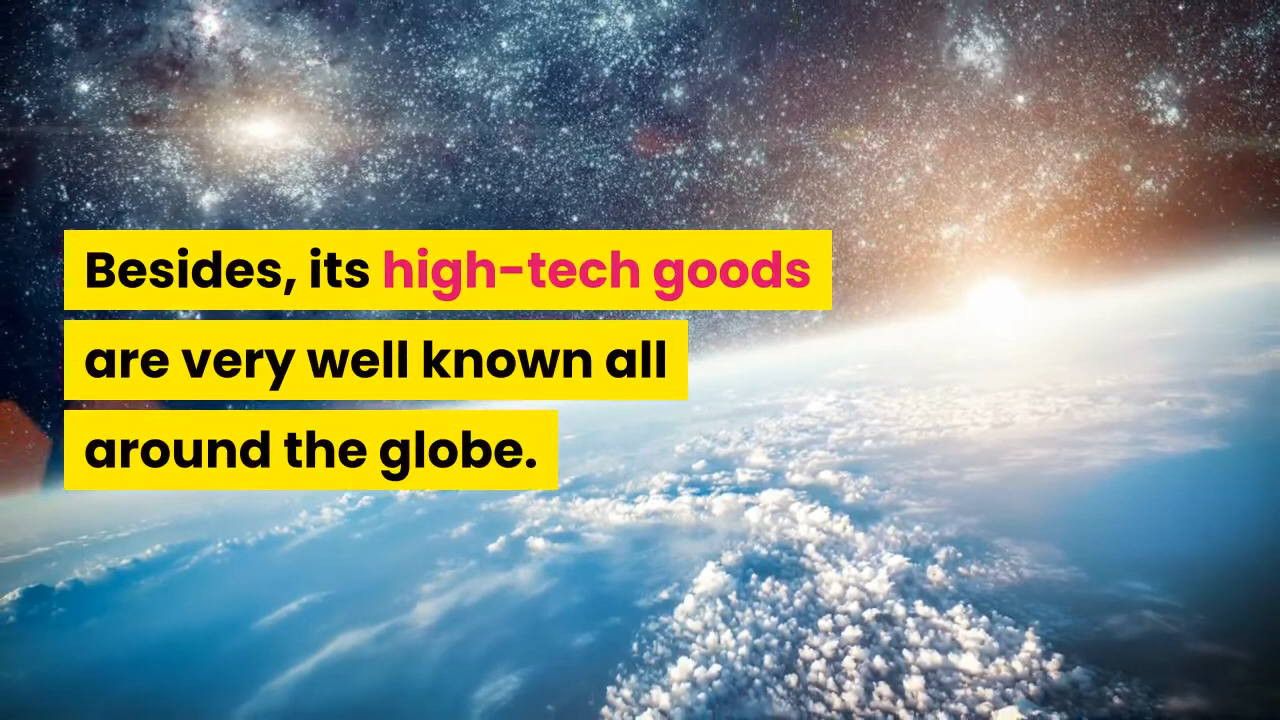 Besides, its high-tech goods
are very well known all
around the globe.